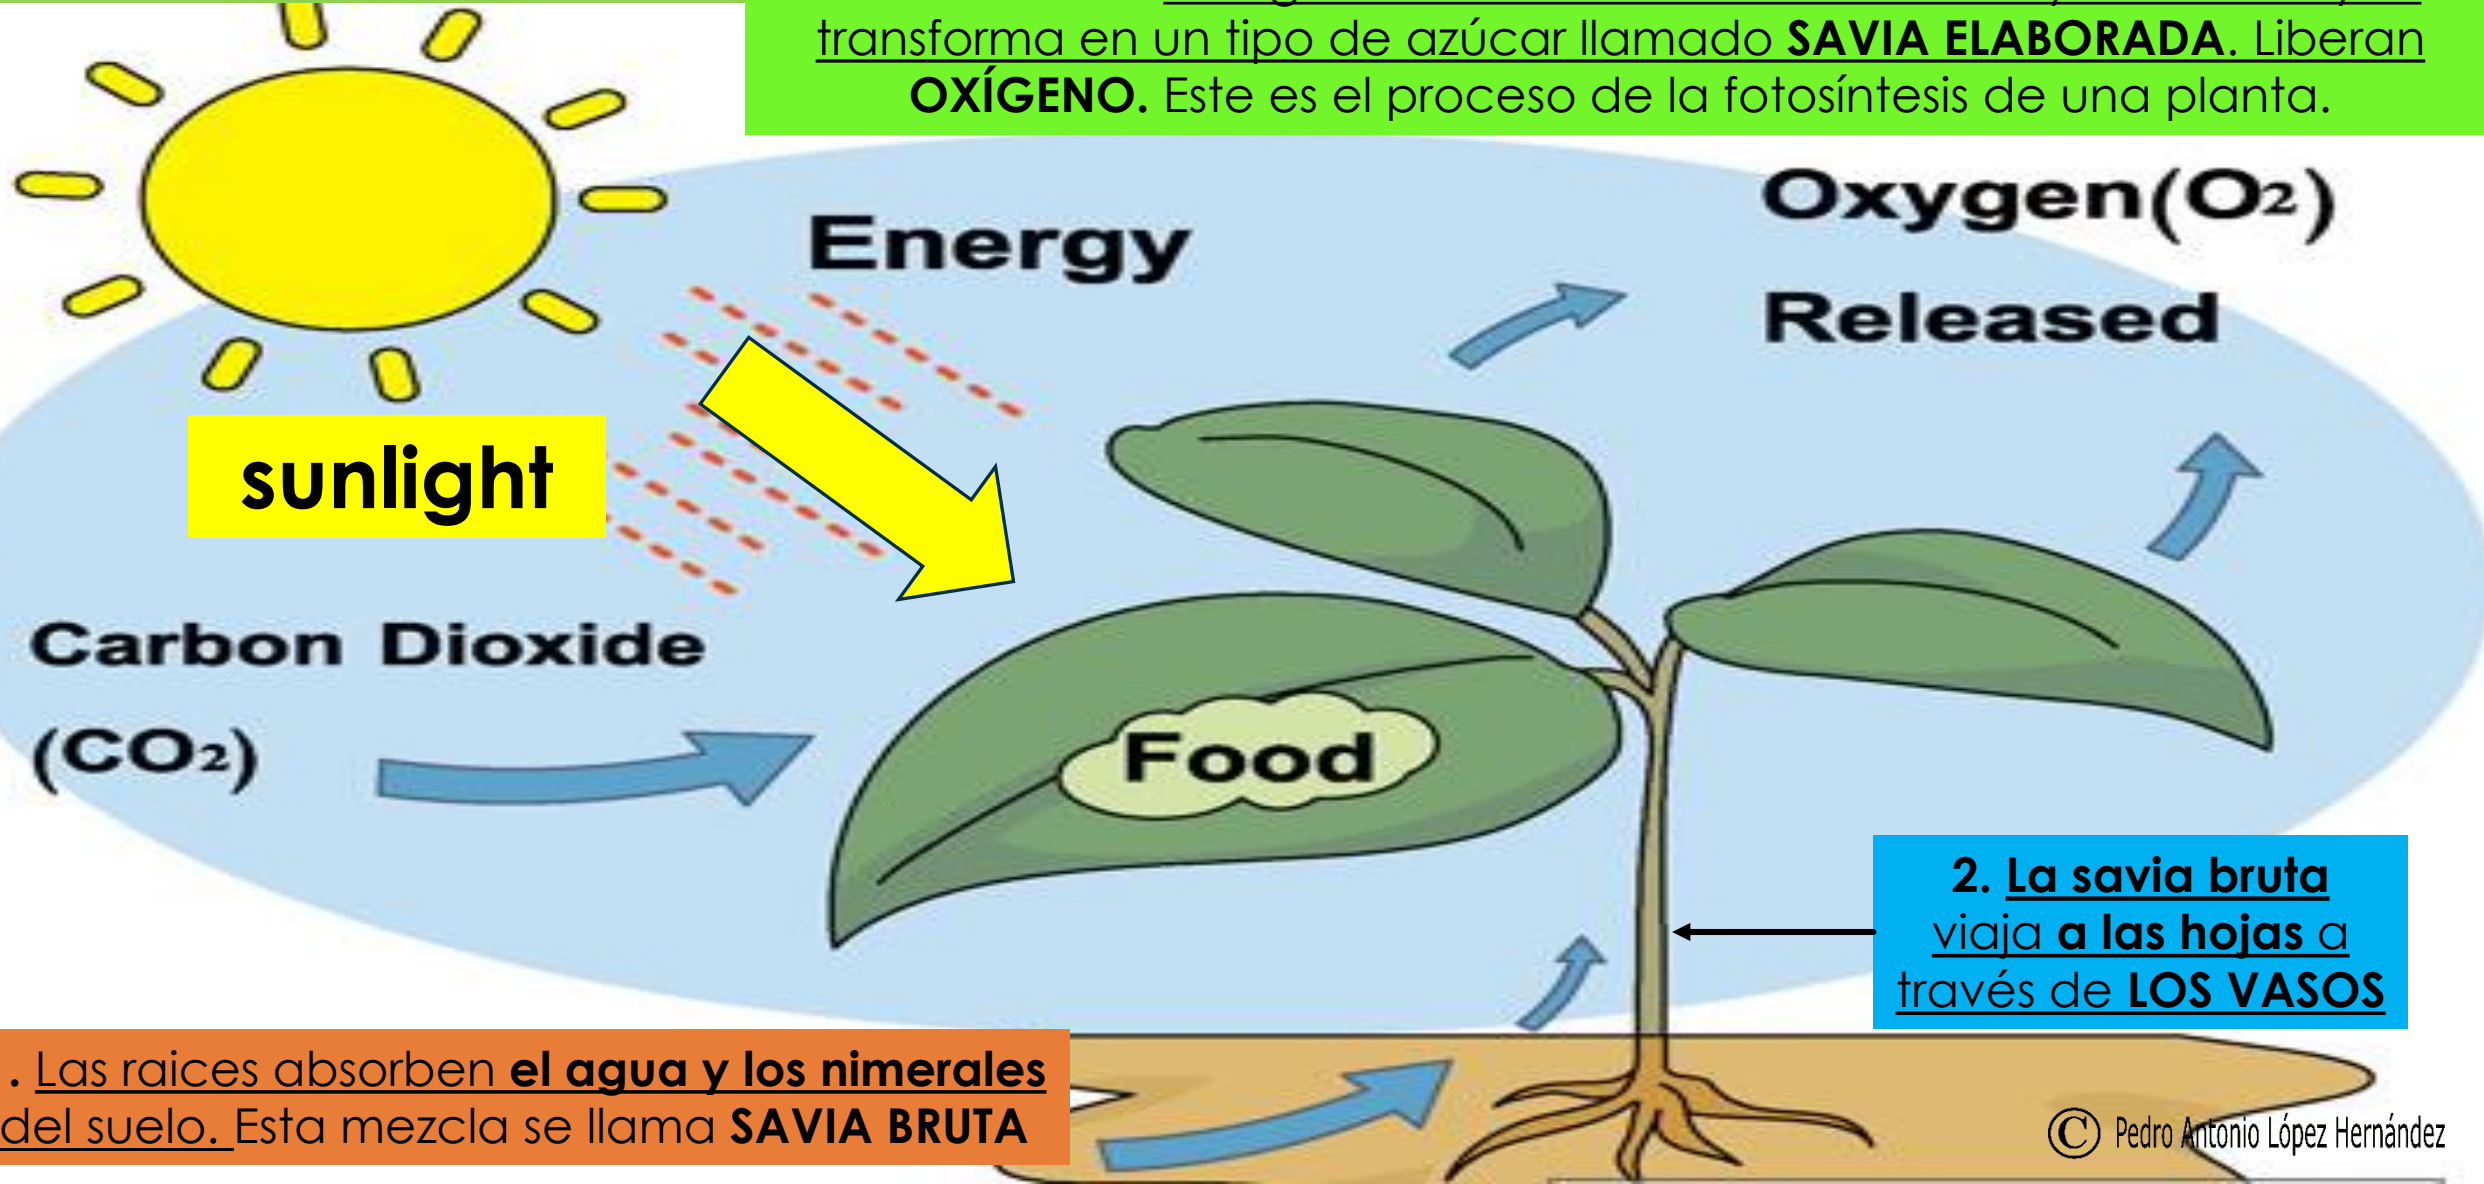 transforma en un tipo de azúcar llamado SAVIA ELABORADA. Liberan
OXÍGENO. Este es el proceso de la fotosíntesis de una planta.
Energy
Oxygen(O2)
Released
sunlight
Carbon Dioxide
(CO2)
Food
2. La savia bruta
viaja a las hojas a
través de LOS VASOS
. Las raices absorben el agua y los nimerales
del suelo. Esta mezcla se llama SAVIA BRUTA
© Pedro Antonio López Hernández